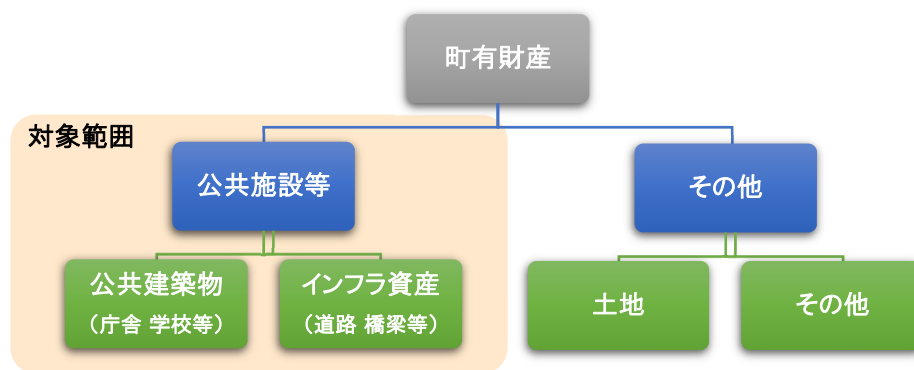 町有財産
対象範囲
公共施設等
その他
公共建築物
（庁舎 学校等）
インフラ資産
（道路 橋梁等）
土地
その他